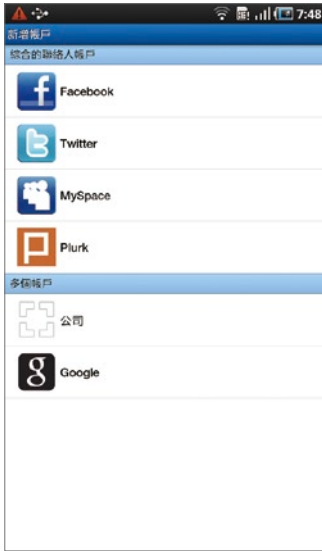 7:48
新增帳戶
綜合的聯絡人帳戶
Facebook
Twitter
MySpace
Plurk
多個帳戶
公司
Google